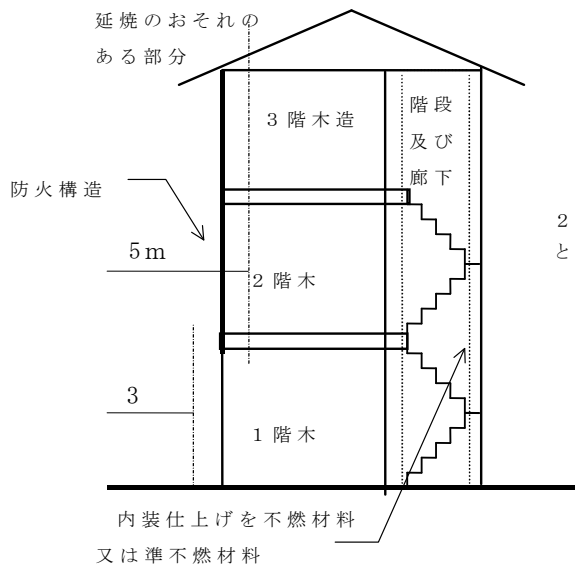 延焼のおそれの
ある部分
階段
及び
廊下
3階木造
防火構造
2
と
5m
2階木
3
1階木
内装仕上げを不燃材料
又は準不燃材料